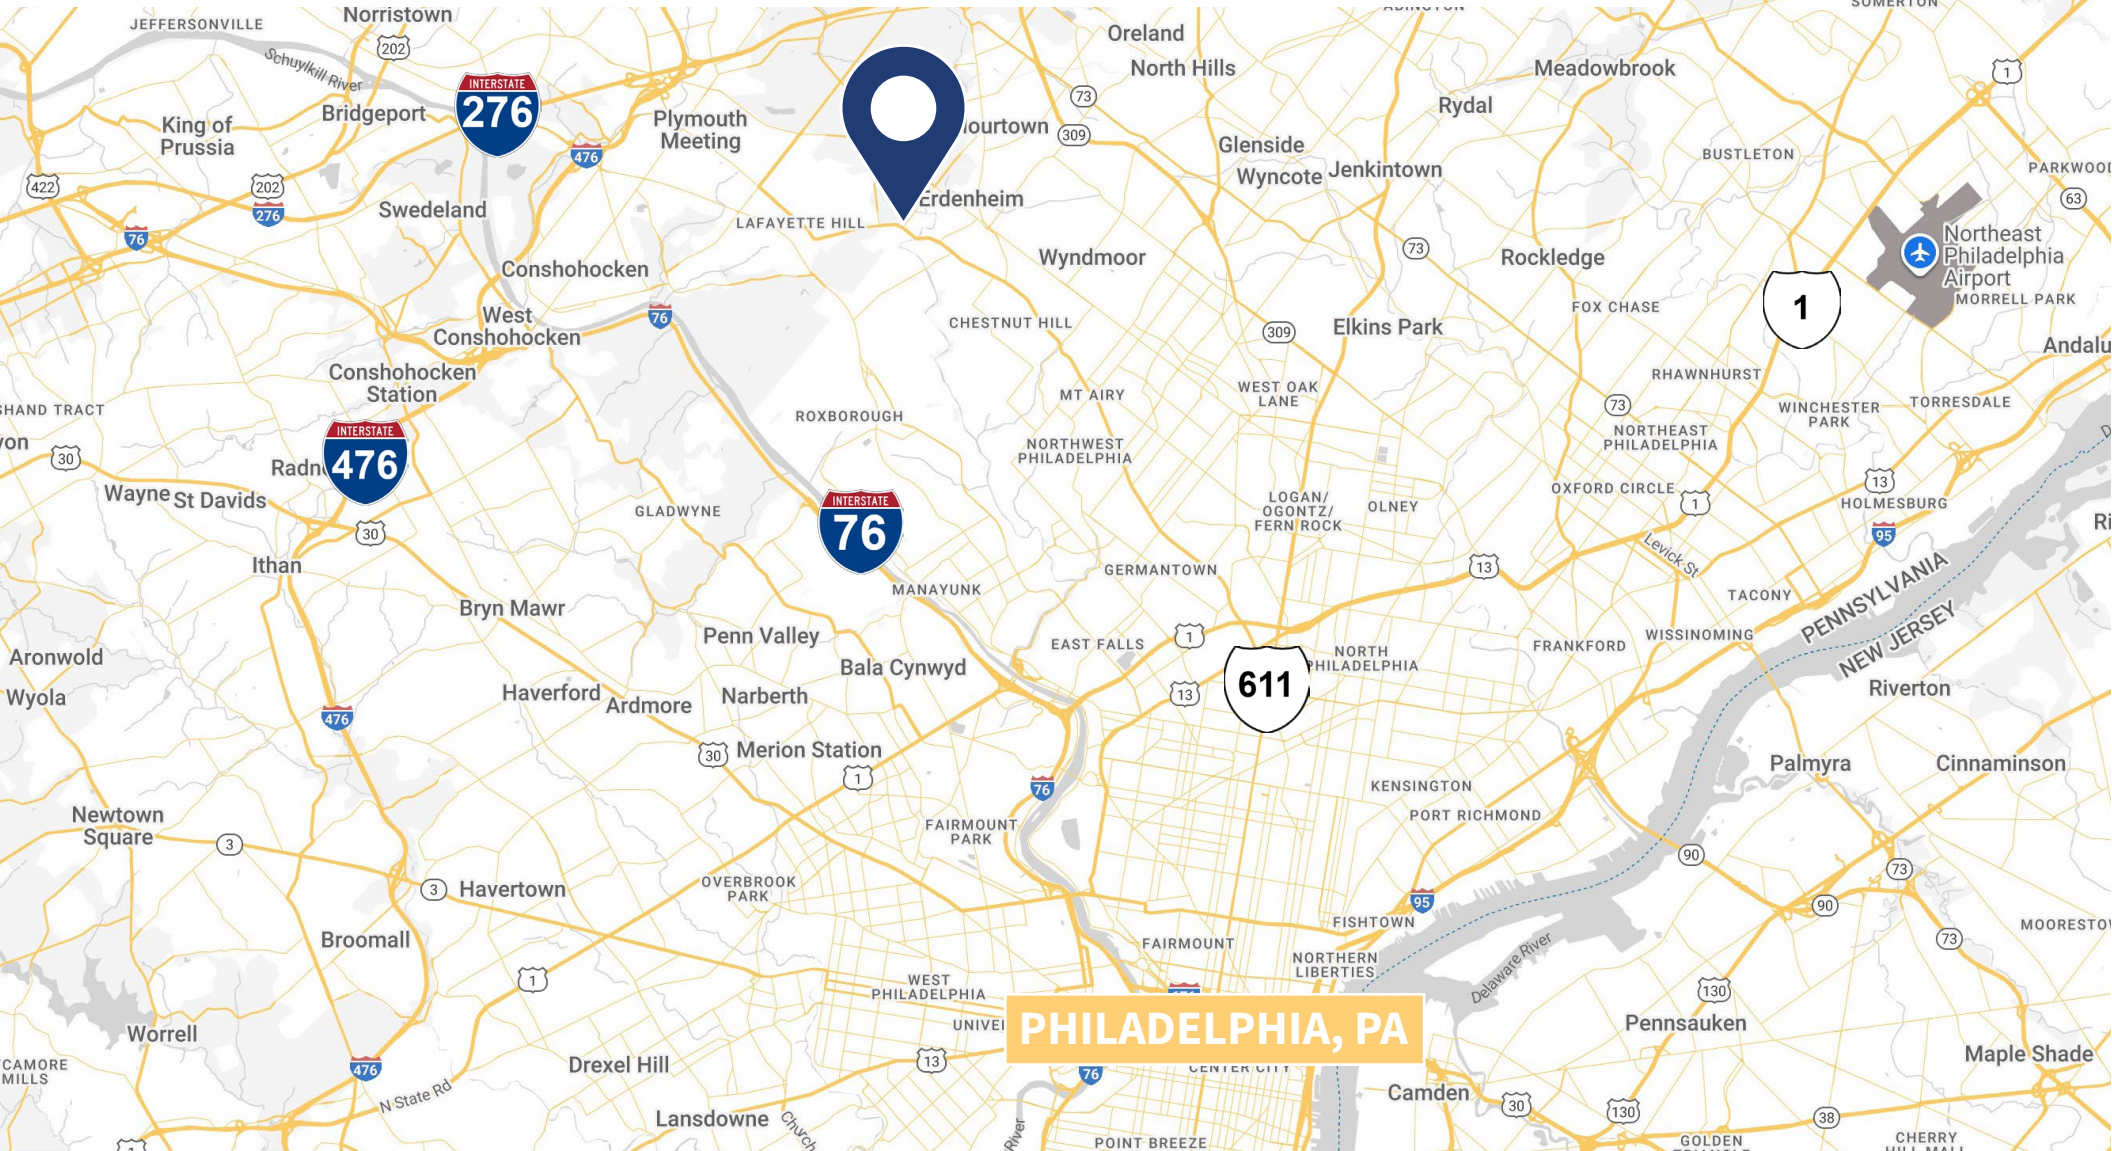 JEFFERSONVILLE
Norristown
202
Schuylkill River
Bridgeport
King of
Prussia
INTERSTATE
276
476
Plymouth
Meeting
Oreland
North Hills
73
309
Glenside
Wyncote
Jenkintown
Meadowbrook
Rydal
SOMERTON
1
BUSTLETON
63
422
202
276
76
Swedeland
LAFAYETTE HILL
Erdenheim
Wyndmoor
73
Rockledge
Northeast
Philadelphia
Airport
MORRELL PARK
FOX CHASE
1
Conshohocken
West
Conshohocken
76
CHESTNUT HILL
309
Elkins Park
Conshohocken
Station
RHAWNHURST
MT AIRY
WEST OAK
LANE
73
NORTHEAST
PHILADELPHIA
WINCHESTER
PARK
TORRESDALE
ROXBOROUGH
INTERSTATE
476
30
Wayne
St Davids
NORTHWEST
PHILADELPHIA
GLADWYNE
INTERSTATE
76
LOGAN/
OGONTZ/
FERN ROCK
OLNEY
OXFORD CIRCLE
1
13
HOLMESBURG
95
Levick St
30
Ithan
Bryn Mawr
MANAYUNK
GERMANTOWN
13
TACONY
PENNSYLVANIA
NEW JERSEY
Aronwold
Wyola
Penn Valley
Bala Cynwyd
EAST FALLS
1
NORTH
PHILADELPHIA
FRANKFORD
WISSINOMING
Riverton
Haverford
Ardmore
Narberth
13
611
476
30
Merion Station
1
76
KENSINGTON
PORT RICHMOND
Palmyra
Cinnaminson
Newtown
Square
3
FAIRMOUNT
PARK
90
73
3
Havertown
OVERBROOK
PARK
95
FISHTOWN
90
73
Broomall
FAIRMOUNT
NORTHERN
LIBERTIES
Delaware River
1
WEST
PHILADELPHIA
130
Worrell
PHILADELPHIA, PA
Pennsauken
Maple Shade
476
Drexel Hill
13
76
CENTER CITY
Camden
N State Rd
30
130
38
Lansdowne
Church
River
POINT BREEZE
GOLDEN
CHERRY
MILLS